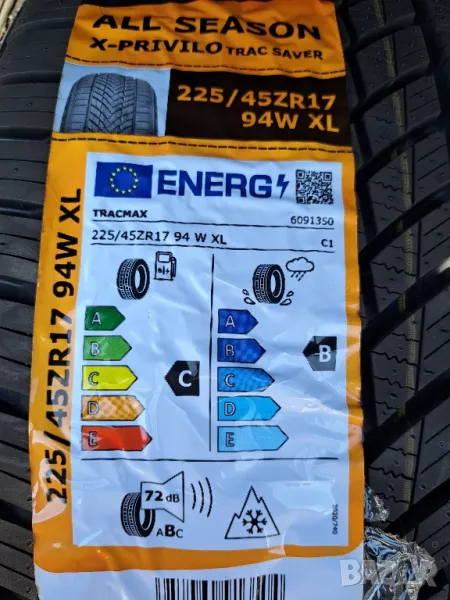 ALL SEASON
X-PRIVILO TRAC SAVER
225/45ZR17
94W XL
225/45ZR17 94W XL
ENERG
TRACMAX 6091350
225/45ZR17 94 W XL C1
A
B
C
D
E
C
A
B
C
D
E
B
72 dB
ABC
bazar